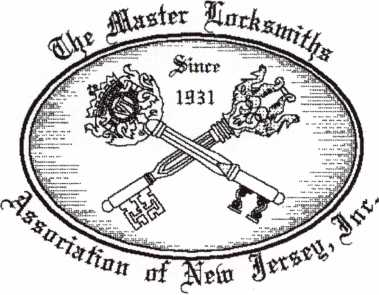 The Master Locksmiths
Since
1931
Association of New Jersey, Inc.